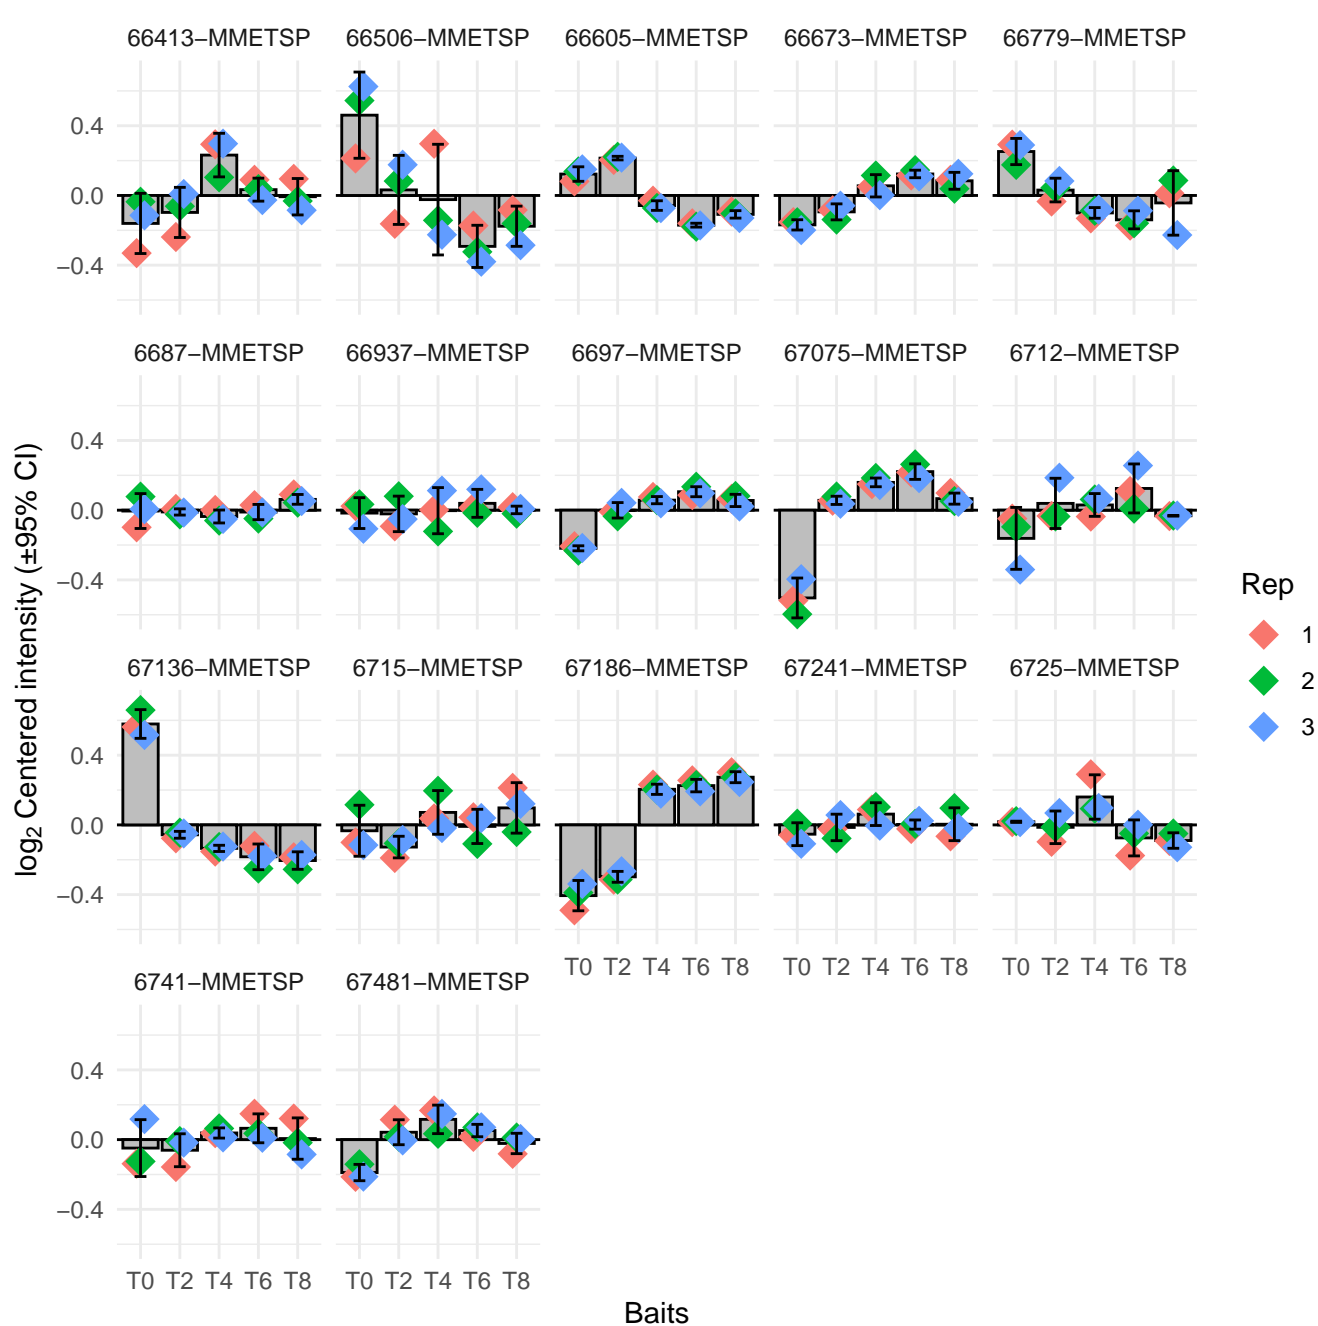 66413−MMETSP 66506−MMETSP 66605−MMETSP 66673−MMETSP 66779−MMETSP
0.4
0.0
−0.4
6687−MMETSP 66937−MMETSP 6697−MMETSP 67075−MMETSP 6712−MMETSP
0.4
0.0
−0.4
67136−MMETSP 6715−MMETSP 67186−MMETSP 67241−MMETSP 6725−MMETSP
0.4
0.0
−0.4
T0 T2 T4 T6 T8 T0 T2 T4 T6 T8 T0 T2 T4 T6 T8
6741−MMETSP 67481−MMETSP
0.4
0.0
−0.4
T0 T2 T4 T6 T8 T0 T2 T4 T6 T8
Baits
log2 Centered intensity (±95% CI)
Rep
1
2
3